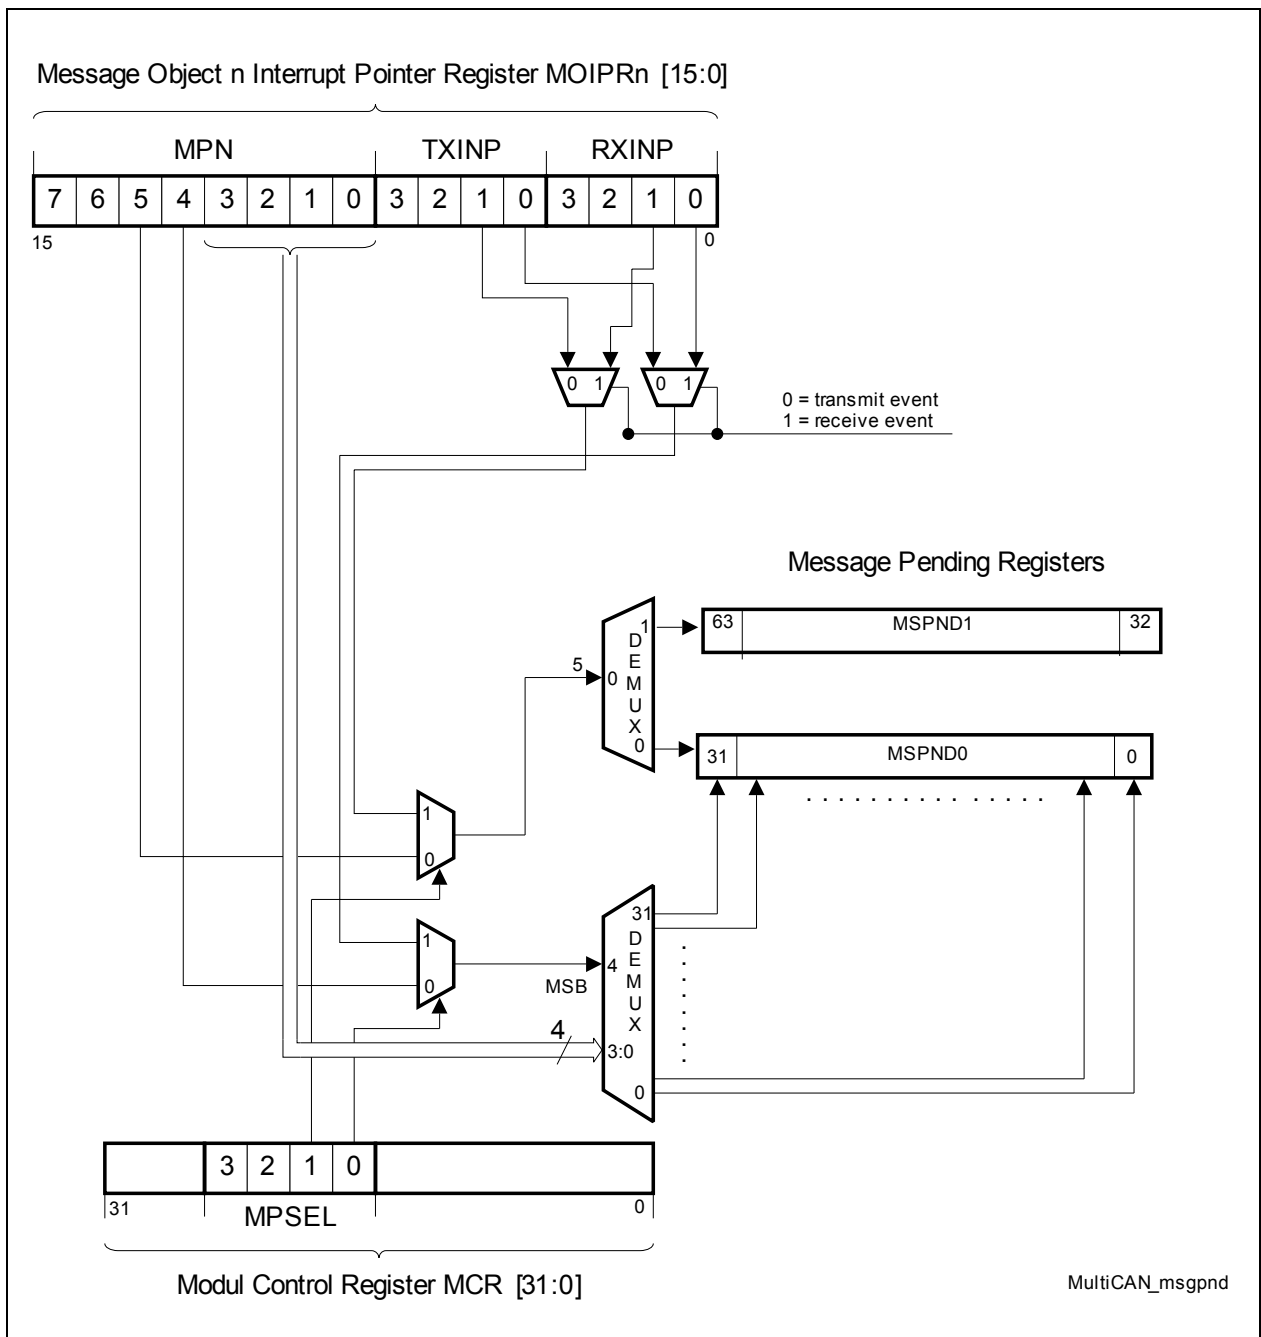 Message Object n Interrupt Pointer Register MOIPRn [15:0]
MPN TXINP RXINP
7 6 5 4 3 2 1 0 3 2 1 0 3 2 1 0
15 0
0 1 0 1
0 = transmit event
1 = receive event
Message Pending Registers
63 MSPND1 32
1
DEMUX
5
0
0
31 MSPND0 0
. . . . . . . . . . . . . . .
1
0
31
DEMUX
1
4
MSB
0
4
3:0
0
3 2 1 0
31 0
MPSEL
Modul Control Register MCR [31:0]
MultiCAN_msgpnd